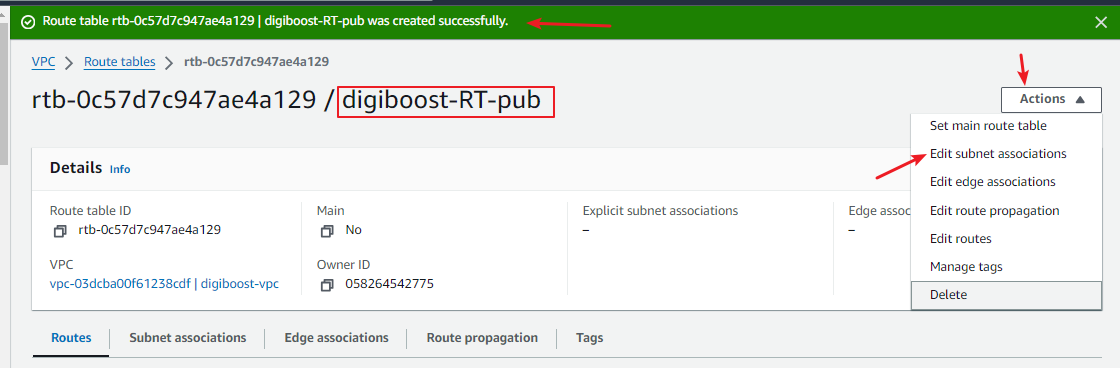 Route table rtb-0c57d7c947ae4a129 | digiboost-RT-pub was created successfully.
VPC > Route tables > rtb-0c57d7c947ae4a129
rtb-0c57d7c947ae4a129 / digiboost-RT-pub
Actions
Set main route table
Edit subnet associations
Edit edge associations
Edit route propagation
Edit routes
Manage tags
Delete
Details Info
Route table ID
rtb-0c57d7c947ae4a129
Main
No
Explicit subnet associations
–
Edge assoc
–
VPC
vpc-03dcba00f61238cdf | digiboost-vpc
Owner ID
058264542775
Routes Subnet associations Edge associations Route propagation Tags